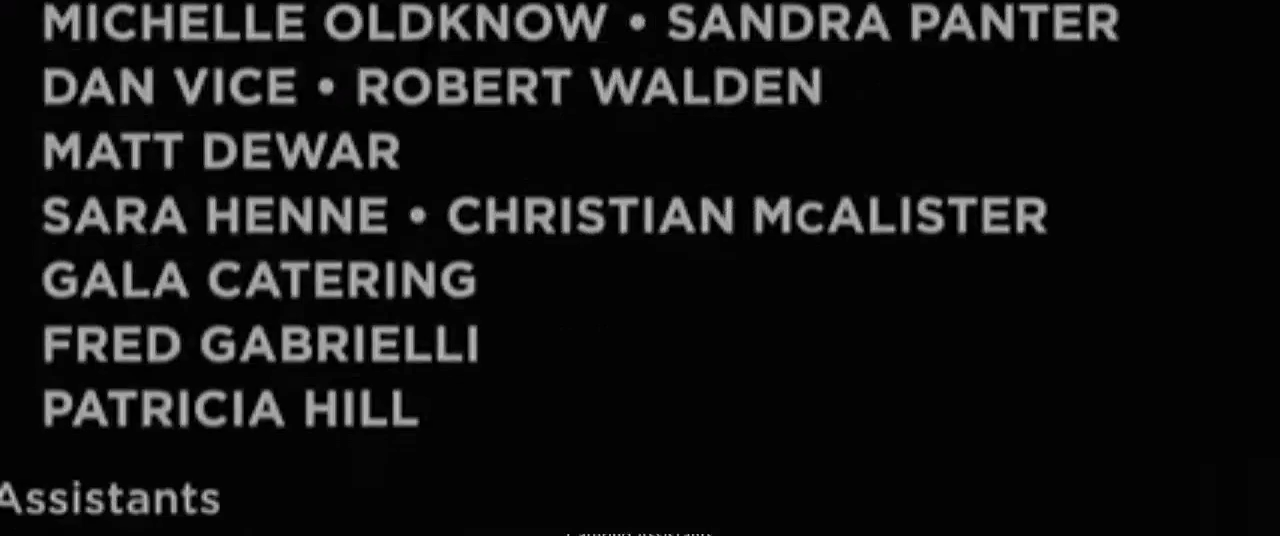 MICHELLE OLDKNOW • SANDRA PANTER
DAN VICE • ROBERT WALDEN
MATT DEWAR
SARA HENNE • CHRISTIAN McALISTER
GALA CATERING
FRED GABRIELLI
PATRICIA HILL
Assistants